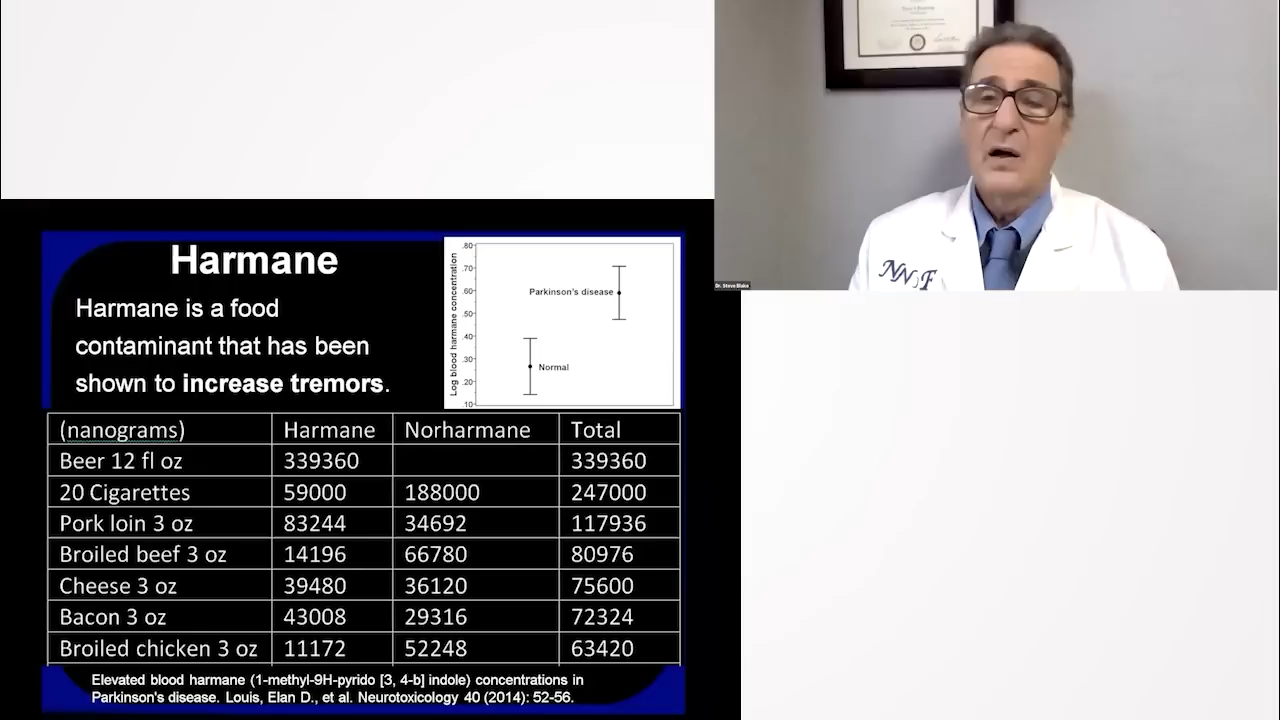 Harmane
Harmane is a food
contaminant that has been
shown to increase tremors.
Log blood harmane concentration
.80
.70
.60
.50
.40
.30
.20
.10
Parkinson's disease
Normal
(nanograms) Harmane Norharmane Total
Beer 12 fl oz 339360 339360
20 Cigarettes 59000 188000 247000
Pork loin 3 oz 83244 34692 117936
Broiled beef 3 oz 14196 66780 80976
Cheese 3 oz 39480 36120 75600
Bacon 3 oz 43008 29316 72324
Broiled chicken 3 oz 11172 52248 63420
Elevated blood harmane (1-methyl-9H-pyrido [3, 4-b] indole) concentrations in
Parkinson's disease. Louis, Elan D., et al. Neurotoxicology 40 (2014): 52-56.
Dr. Steve Blake